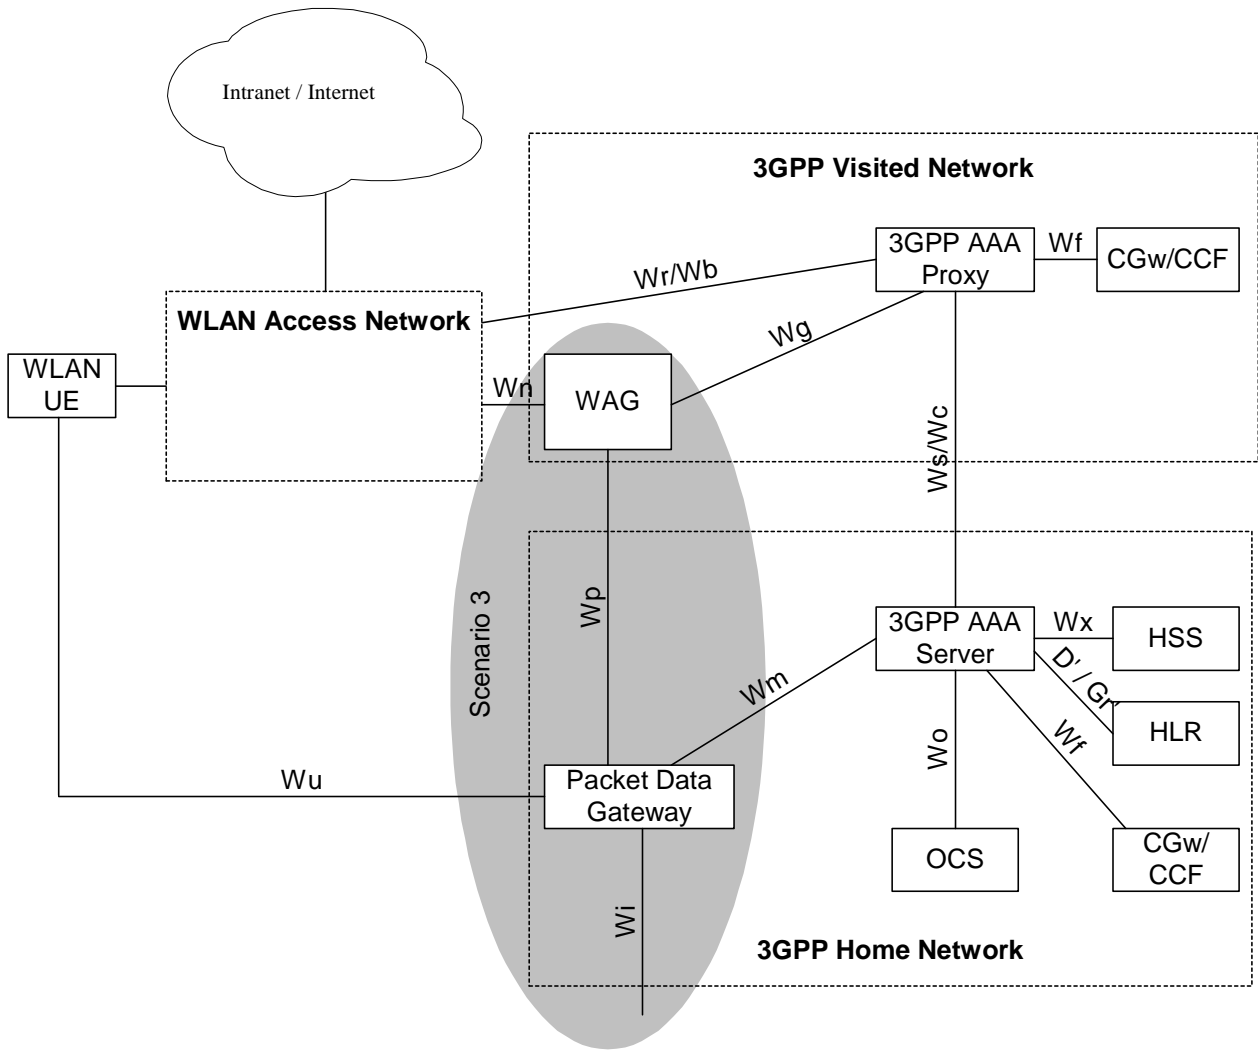 Intranet / Internet
3GPP Visited Network
3GPP AAA
Proxy
Wf
CGw/CCF
Wr/Wb
WLAN Access Network
Wg
WLAN
UE
Wn
WAG
Ws/Wc
Scenario 3
Wp
3GPP AAA
Server
Wx
HSS
D' / Gr'
HLR
Wm
Wo
Wf
Wu
Packet Data
Gateway
OCS
CGw/
CCF
Wi
3GPP Home Network